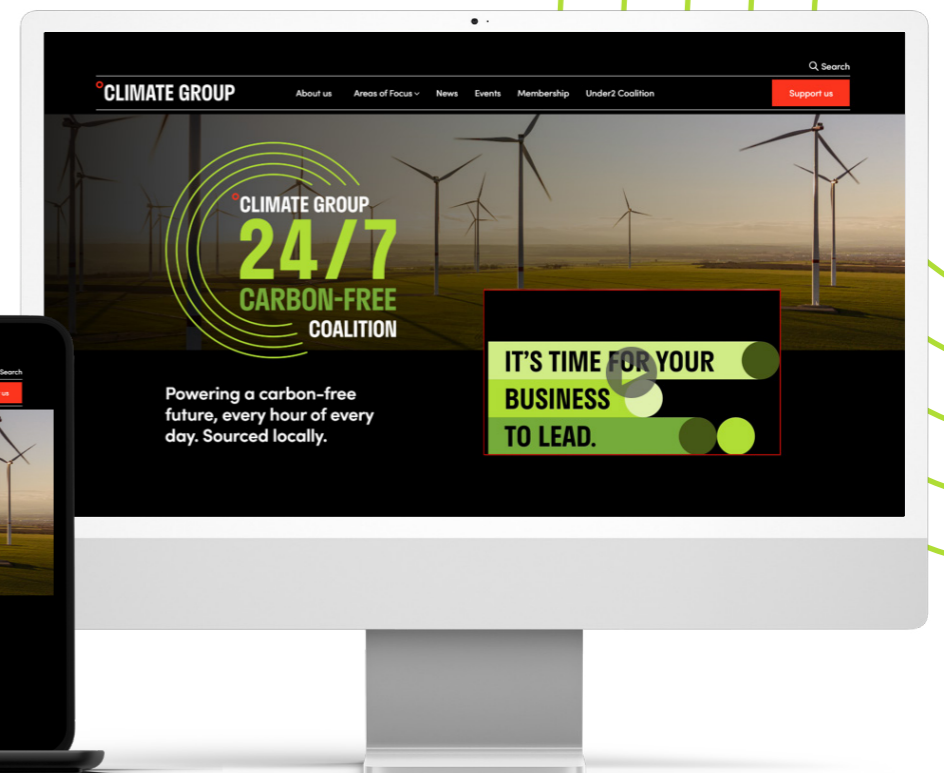 Search
°CLIMATE GROUP
About us Areas of Focus News Events Membership Under2 Coalition
Support us
°CLIMATE GROUP
24/7
CARBON-FREE
COALITION
IT'S TIME FOR YOUR
BUSINESS
TO LEAD.
Powering a carbon-free
future, every hour of every
day. Sourced locally.
Search
us